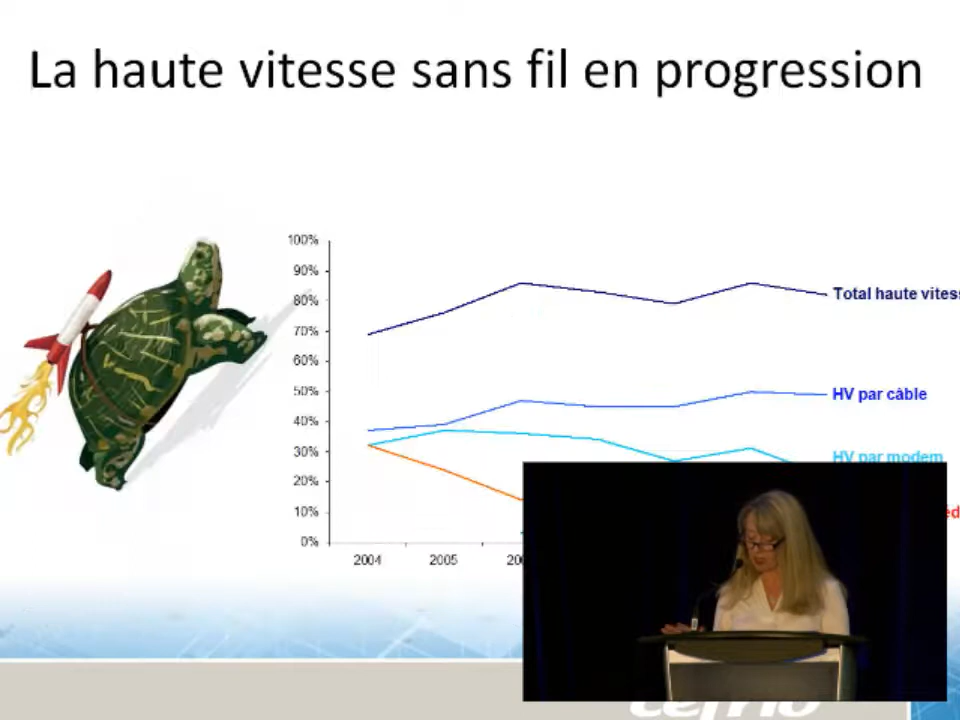 La haute vitesse sans fil en progression
100%
90%
80%
70%
60%
50%
40%
30%
20%
10%
0%
2004
2005
Total haute
HV par câble
HV par modem
cefrio